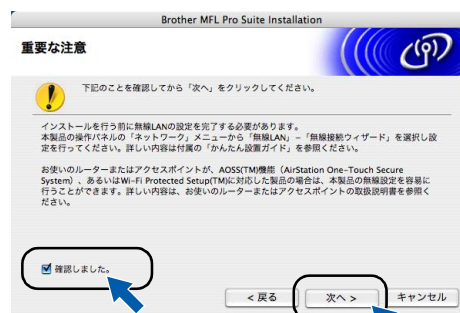 Brother MFL Pro Suite Installation
重要な注意
下記のことを確認してから「次へ」をクリックしてください。
インストールを行う前に無線LANの設定を完了する必要があります。
本製品の操作パネルの「ネットワーク」メニューから「無線LAN」－「無線接続ウィザード」を選択し設
定を行ってください。詳しい内容は付属の「かんたん設置ガイド」を参照ください。
お使いのルーターまたはアクセスポイントが、AOSS(TM)機能（AirStation One-Touch Secure
System）、あるいはWi-Fi Protected Setup(TM)に対応した製品の場合は、本製品の無線設定を容易に
行うことができます。詳しい内容は、お使いのルーターまたはアクセスポイントの取扱説明書を参照く
ださい。
確認しました。
< 戻る 次へ > キャンセル